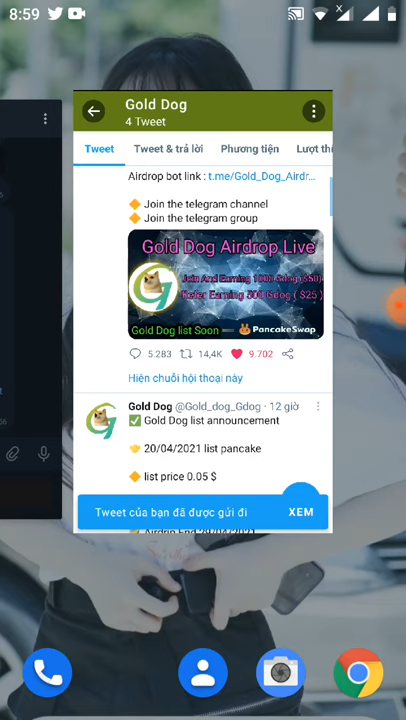 8:59
Gold Dog
4 Tweet
Tweet
Tweet & trả lời
Phương tiện
Lượt
Airdrop bot link : t.me/Gold_Dog_Airdr...
🔶 Join the telegram channel
🔶 Join the telegram group
Gold Dog Airdrop Live
Join And Earning 1000 Gdog ($50)
Refer Earning 500 Gdog ( $25 )
Gold Dog list Soon
PancakeSwap
5.283
14,4K
9.702
Hiện chuỗi hội thoại này
Gold Dog @Gold_dog_Gdog · 12 giờ
✅ Gold Dog list announcement
20/04/2021 list pancake
🔶 list price 0.05 $
Tweet của bạn đã được gửi đi
XEM